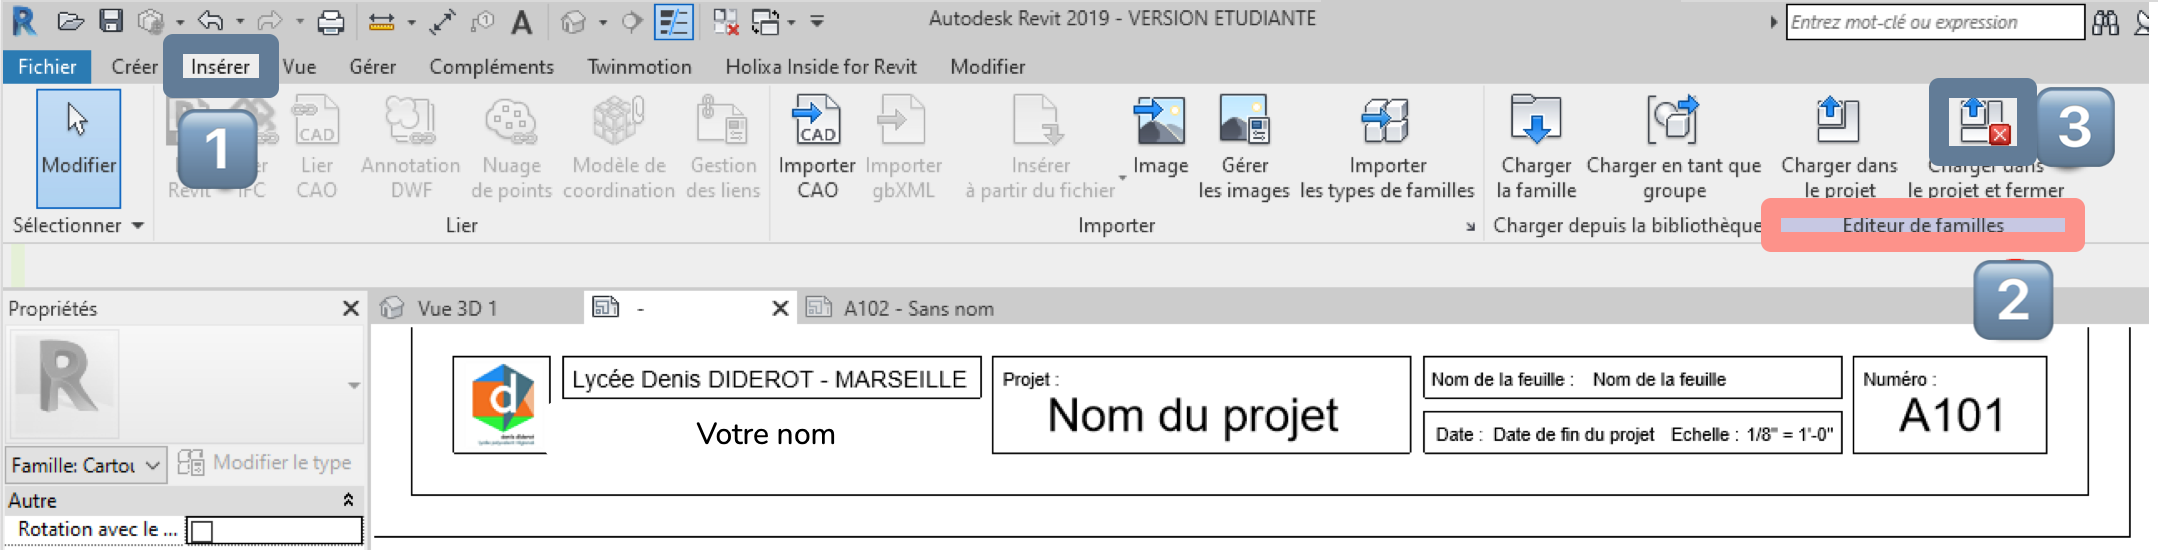 Autodesk Revit 2019 - VERSION ETUDIANTE
Entrez mot-clé ou expression
Fichier Créer Insérer Vue Gérer Compléments Twinmotion Holixa Inside for Revit Modifier
1
3
Modifier
Revit
IFC
Lier
CAO
Annotation
DWF
Nuage
de points
Modèle de
coordination
Gestion
des liens
CAD
CAD
Importer
CAO
Importer
gbXML
Insérer
à partir du fichier
Image
Gérer
les images
Importer
les types de familles
Charger
la famille
Charger en tant que
groupe
Charger dans
le projet
Charger dans
le projet et fermer
Sélectionner
Lier
Importer
Charger depuis la bibliothèque
Editeur de familles
2
Propriétés
Vue 3D 1
-
A102 - Sans nom
R
Famille: Cartou
Modifier le type
Autre
Rotation avec le ...
d
denis diderot
Lycée Denis DIDEROT - MARSEILLE
Votre nom
Projet :
Nom du projet
Nom de la feuille : Nom de la feuille
Date : Date de fin du projet Echelle : 1/8" = 1'-0"
Numéro :
A101